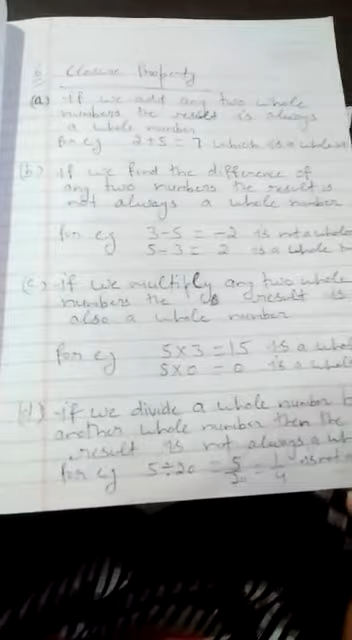 6 Closure Property
(a) If we add any two whole
numbers the result is always
a whole number
for eg 2+5 = 7 which is a whole
(b) if we find the difference of
any two numbers the result is
not always a whole number
for eg 3-5 = -2 is not a whole
5-3 = 2 is a whole
(c) if we multiply any two whole
numbers the result is
also a whole number
for eg 5x3 = 15 is a whole
5x0 = 0 is a whole
(d) if we divide a whole number
another whole number then the
result is not always a wh
for eg 5÷20 = 5/20 = 1/4 is not